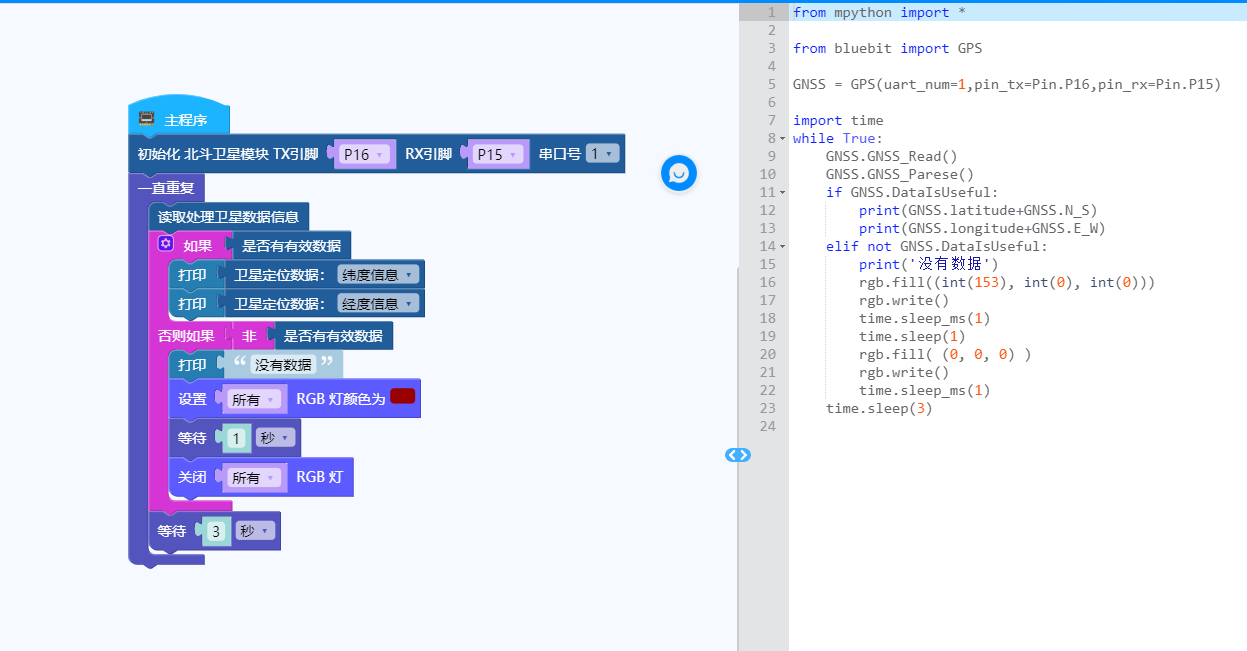 主程序
初始化 北斗卫星模块 TX引脚 P16 RX引脚 P15 串口号 1
一直重复
读取处理卫星数据信息
如果 是否有有效数据
打印 卫星定位数据： 纬度信息
打印 卫星定位数据： 经度信息
否则如果 非 是否有有效数据
打印 “ 没有数据 ”
设置 所有 RGB 灯颜色为
等待 1 秒
关闭 所有 RGB 灯
等待 3 秒
1 from mpython import *
2
3 from bluebit import GPS
4
5 GNSS = GPS(uart_num=1,pin_tx=Pin.P16,pin_rx=Pin.P15)
6
7 import time
8 while True:
9     GNSS.GNSS_Read()
10     GNSS.GNSS_Parese()
11     if GNSS.DataIsUseful:
12         print(GNSS.latitude+GNSS.N_S)
13         print(GNSS.longitude+GNSS.E_W)
14     elif not GNSS.DataIsUseful:
15         print('没有数据')
16         rgb.fill((int(153), int(0), int(0)))
17         rgb.write()
18         time.sleep_ms(1)
19         time.sleep(1)
20         rgb.fill( (0, 0, 0) )
21         rgb.write()
22         time.sleep_ms(1)
23     time.sleep(3)
24